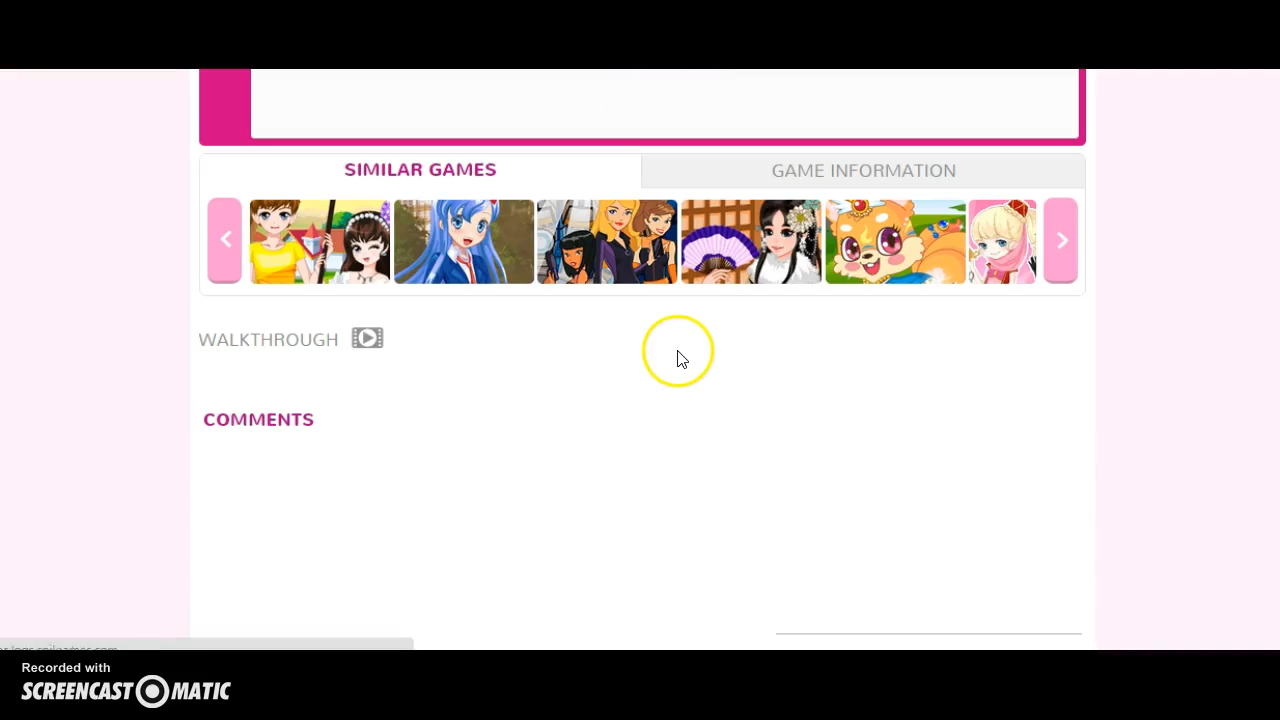 SIMILAR GAMES
GAME INFORMATION
WALKTHROUGH
COMMENTS
Recorded with
SCREENCAST MATIC